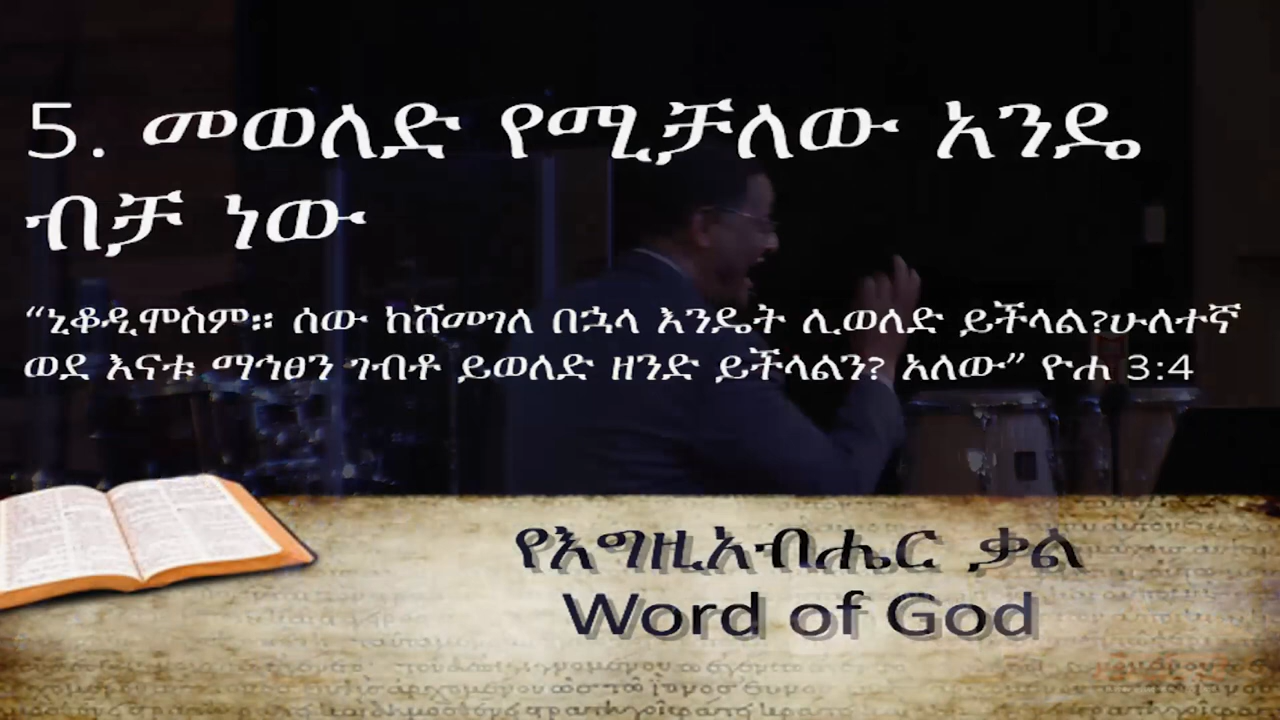 5. መወለድ የሚቻለው አንዴ
ብቻ ነው
“ኒቆዲሞስም። ሰው ከሸመገለ በኋላ እንዴት ሊወለድ ይችላል?ሁለተኛ
ወደ እናቱ ማኅፀን ገብቶ ይወለድ ዘንድ ይችላልን? አለው” ዮሐ 3:4
የእግዚአብሔር ቃል
Word of God